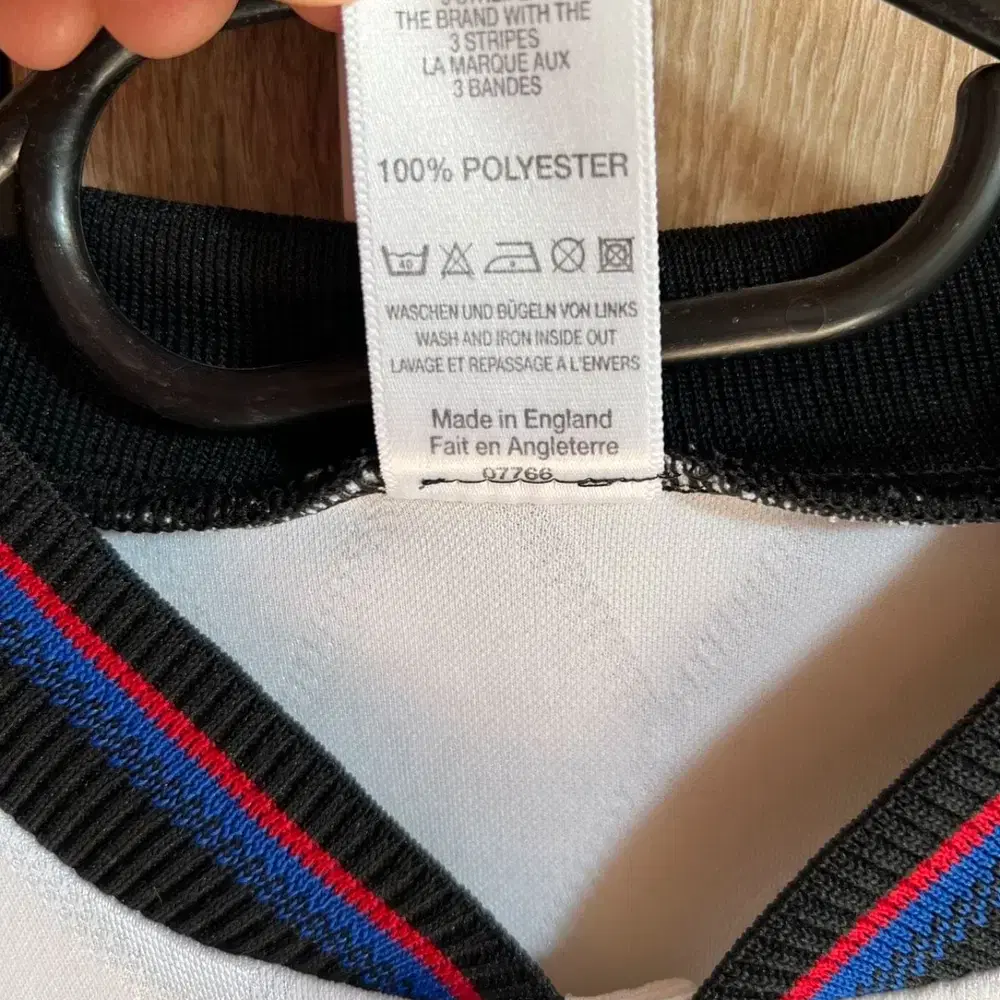 THE BRAND WITH THE
3 STRIPES
LA MARQUE AUX
3 BANDES
100% POLYESTER
40
WASCHEN UND BÜGELN VON LINKS
WASH AND IRON INSIDE OUT
LAVAGE ET REPASSAGE A L'ENVERS
Made in England
Fait en Angleterre
07766